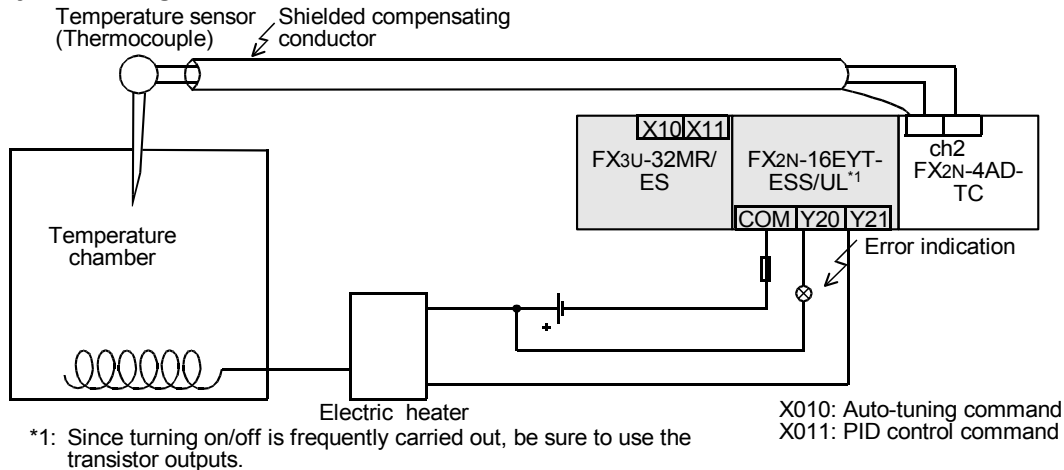 Temperature sensor
(Thermocouple)
Shielded compensating
conductor
X10 X11
FX3U-32MR/
ES
FX2N-16EYT-
ESS/UL*1
ch2
FX2N-4AD-
TC
COM Y20 Y21
Error indication
Temperature
chamber
+
Electric heater
X010: Auto-tuning command
X011: PID control command
*1: Since turning on/off is frequently carried out, be sure to use the
transistor outputs.